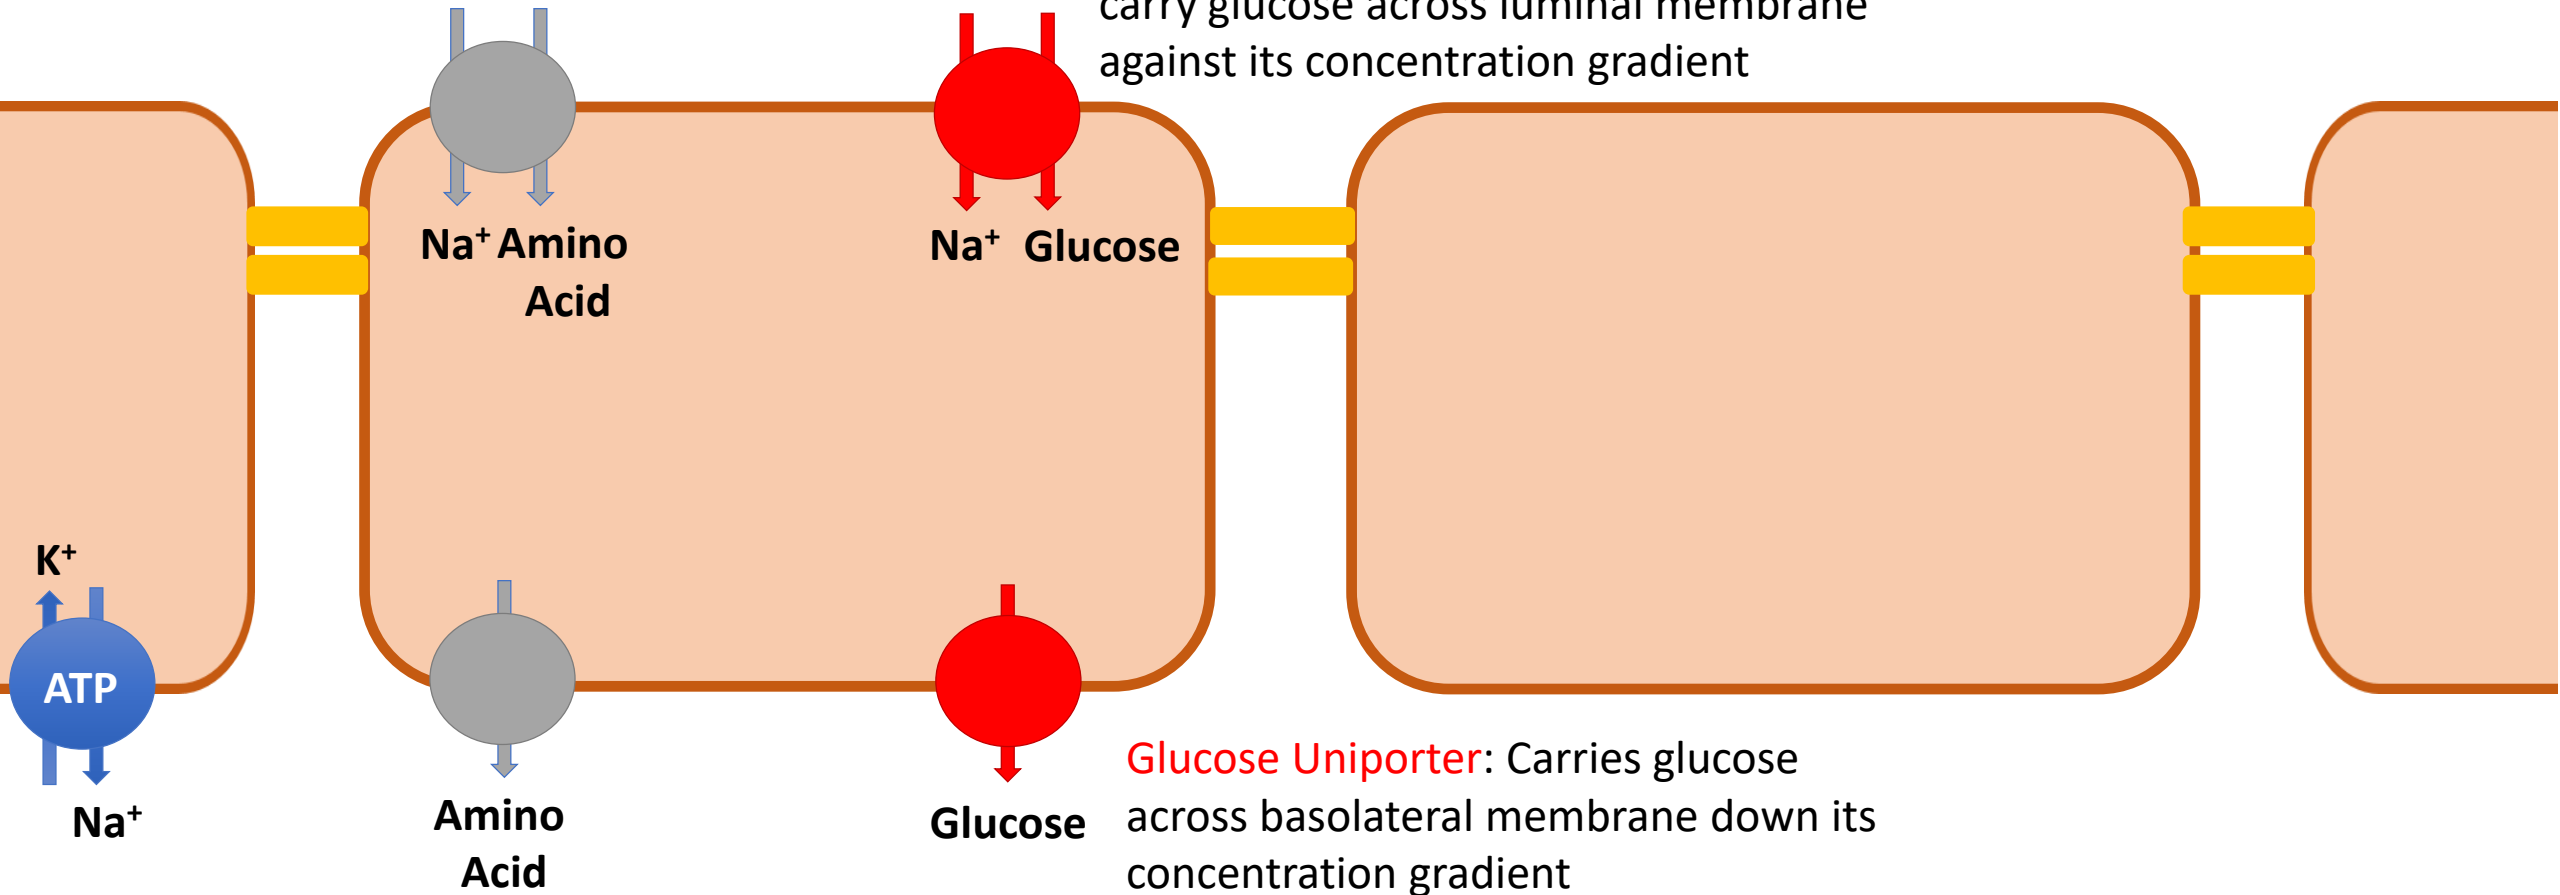 carry glucose across luminal membrane
against its concentration gradient
Na⁺ Amino
Acid
Na⁺ Glucose
K⁺
ATP
Na⁺
Amino
Acid
Glucose
Glucose Uniporter: Carries glucose
across basolateral membrane down its
concentration gradient